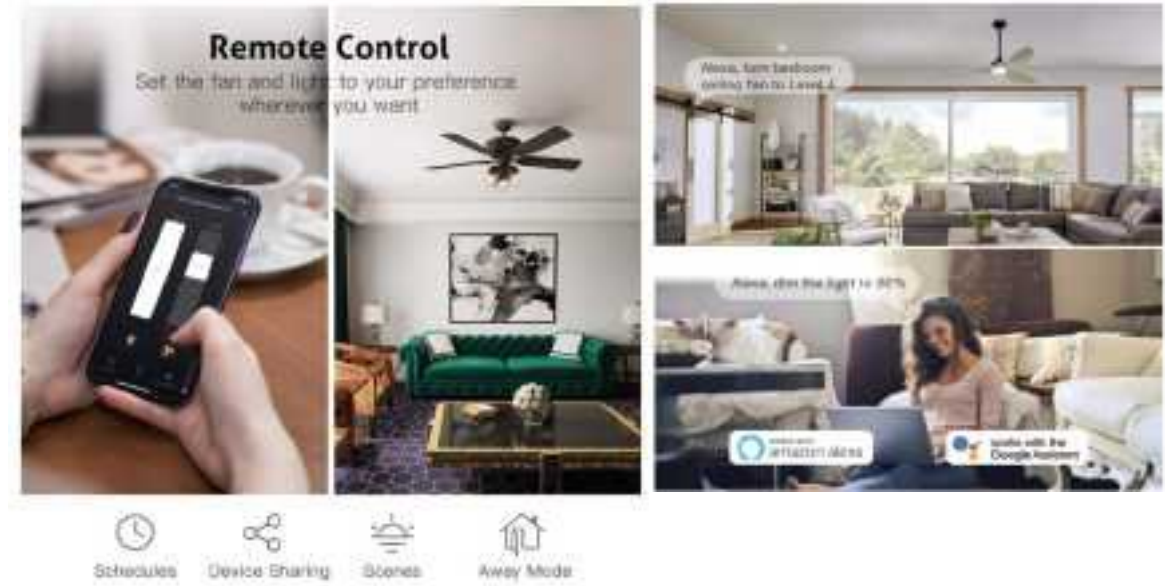 Remote Control
Set the fan and light to your preference
wherever you want
Alexa, turn bedroom
ceiling fan to Level 4
Alexa, dim the light to 80%
amazon alexa
works with the
Google Assistant
Schedules
Device Sharing
Scenes
Away Mode